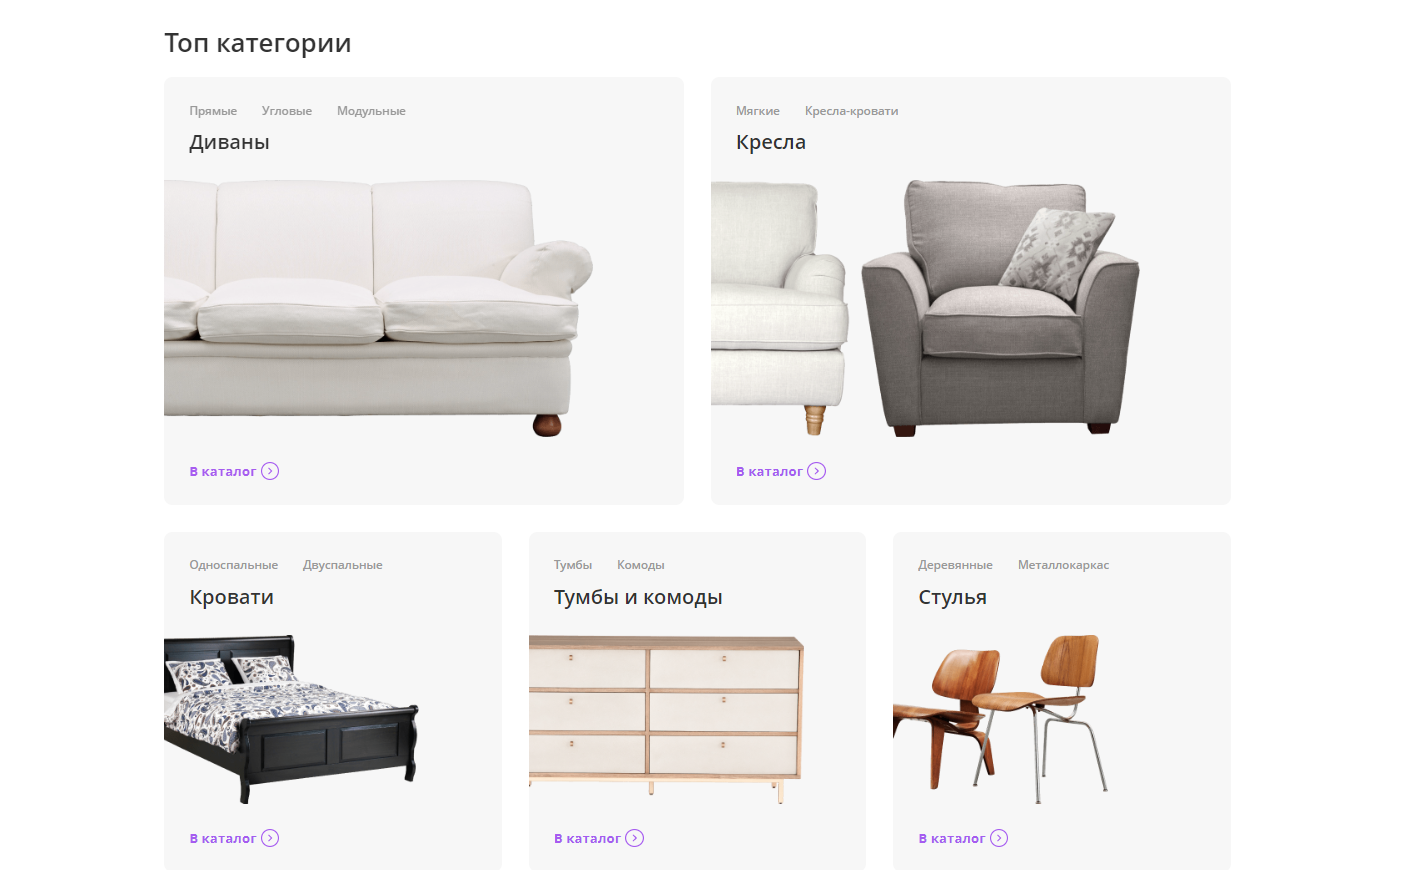 Топ категории
Прямые Угловые Модульные
Диваны
В каталог
Мягкие Кресла-кровати
Кресла
В каталог
Односпальные Двуспальные
Кровати
В каталог
Тумбы Комоды
Тумбы и комоды
В каталог
Деревянные Металлокаркас
Стулья
В каталог